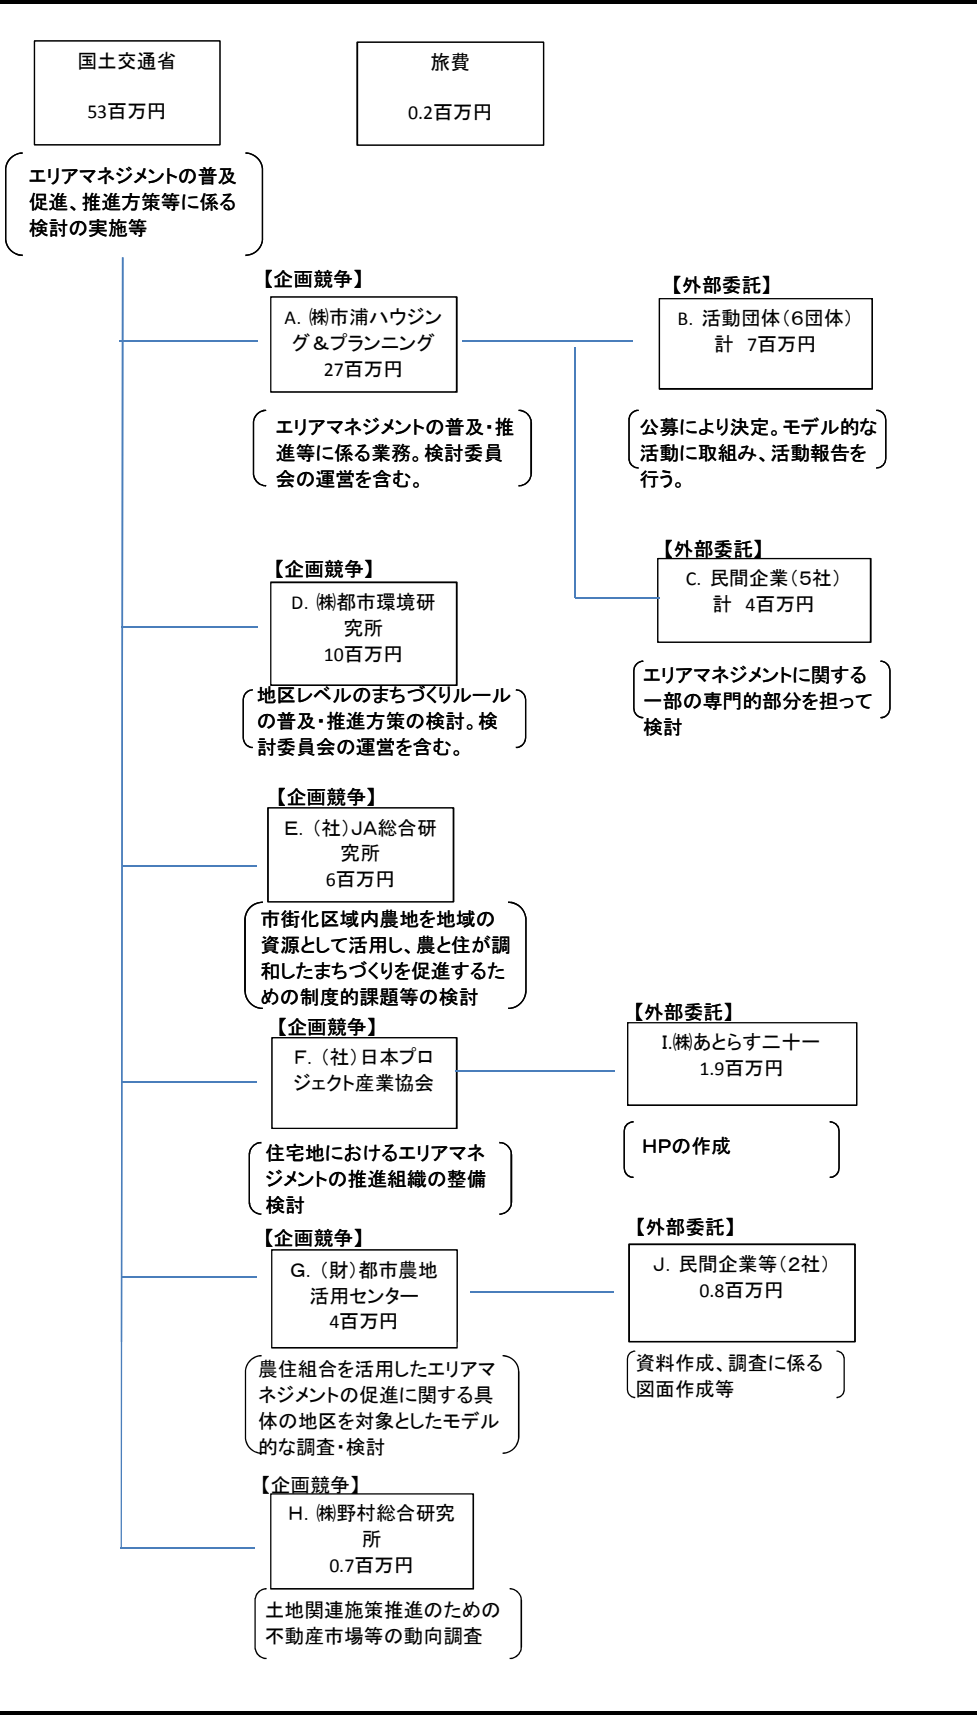 国土交通省
53百万円
旅費
0.2百万円
エリアマネジメントの普及
促進、推進方策等に係る
検討の実施等
【企画競争】
A. ㈱市浦ハウジン
グ＆プランニング
27百万円
エリアマネジメントの普及・推
進等に係る業務。検討委員
会の運営を含む。
【外部委託】
B. 活動団体（６団体）
計 7百万円
公募により決定。モデル的な
活動に取組み、活動報告を
行う。
【外部委託】
C. 民間企業（５社）
計 4百万円
エリアマネジメントに関する
一部の専門的部分を担って
検討
【企画競争】
D. ㈱都市環境研
究所
10百万円
地区レベルのまちづくりルール
の普及・推進方策の検討。検
討委員会の運営を含む。
【企画競争】
E. （社）JA総合研
究所
6百万円
市街化区域内農地を地域の
資源として活用し、農と住が調
和したまちづくりを促進するた
めの制度的課題等の検討
【企画競争】
F. （社）日本プロ
ジェクト産業協会
住宅地におけるエリアマネ
ジメントの推進組織の整備
検討
【外部委託】
I.㈱あとらす二十一
1.9百万円
HPの作成
【企画競争】
G. （財）都市農地
活用センター
4百万円
農住組合を活用したエリアマ
ネジメントの促進に関する具
体の地区を対象としたモデル
的な調査・検討
【外部委託】
J. 民間企業等（２社）
0.8百万円
資料作成、調査に係る
図面作成等
【企画競争】
H. ㈱野村総合研究
所
0.7百万円
土地関連施策推進のための
不動産市場等の動向調査